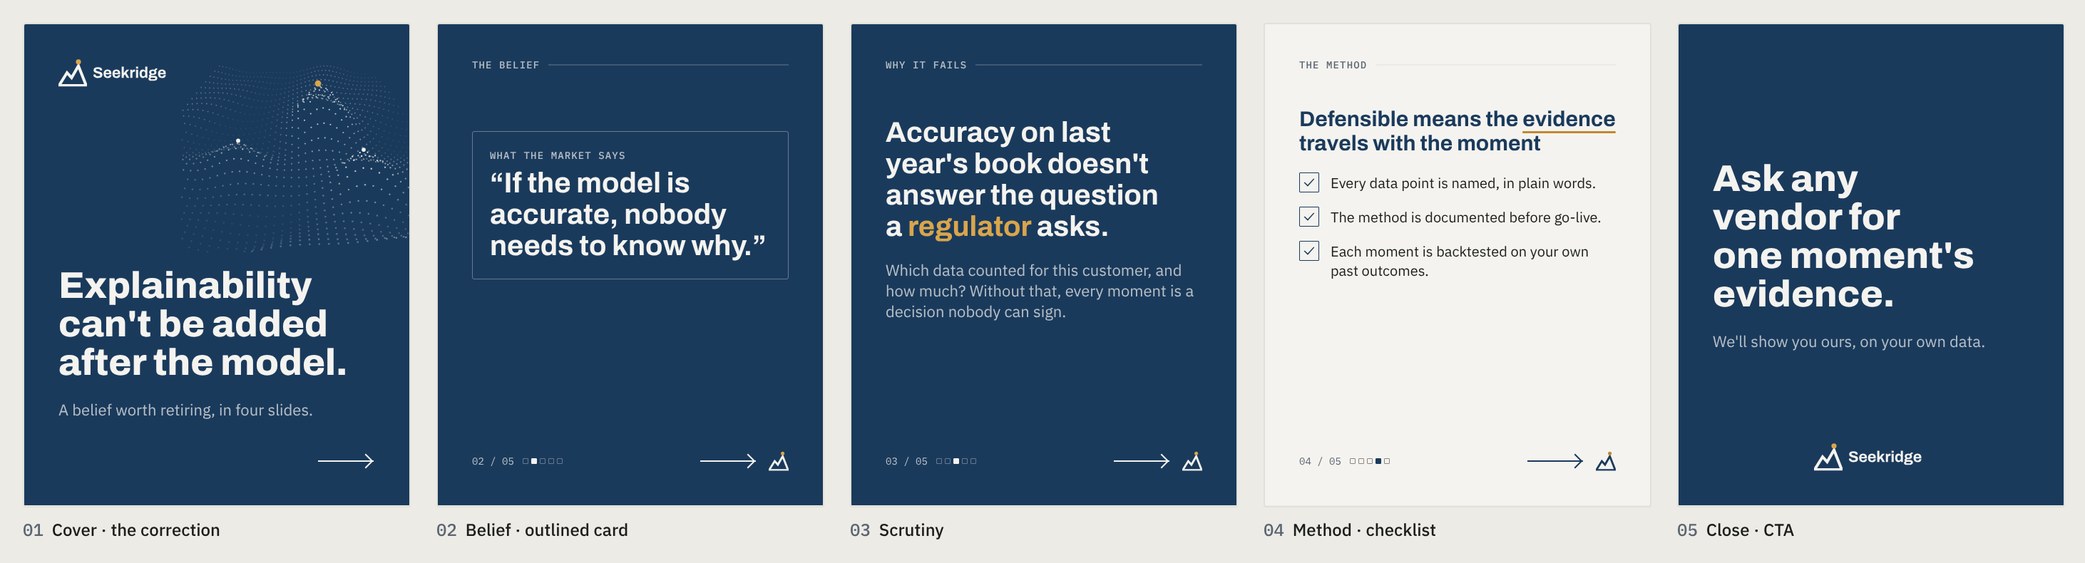 Seekridge
Explainability
can't be added
after the model.
A belief worth retiring, in four slides.
01 Cover · the correction
THE BELIEF
WHAT THE MARKET SAYS
“If the model is
accurate, nobody
needs to know why.”
02 / 05
02 Belief · outlined card
WHY IT FAILS
Accuracy on last
year's book doesn't
answer the question
a regulator asks.
Which data counted for this customer, and
how much? Without that, every moment is a
decision nobody can sign.
03 / 05
03 Scrutiny
THE METHOD
Defensible means the evidence
travels with the moment
Every data point is named, in plain words.
The method is documented before go-live.
Each moment is backtested on your own
past outcomes.
04 / 05
04 Method · checklist
Ask any
vendor for
one moment's
evidence.
We'll show you ours, on your own data.
Seekridge
05 Close · CTA